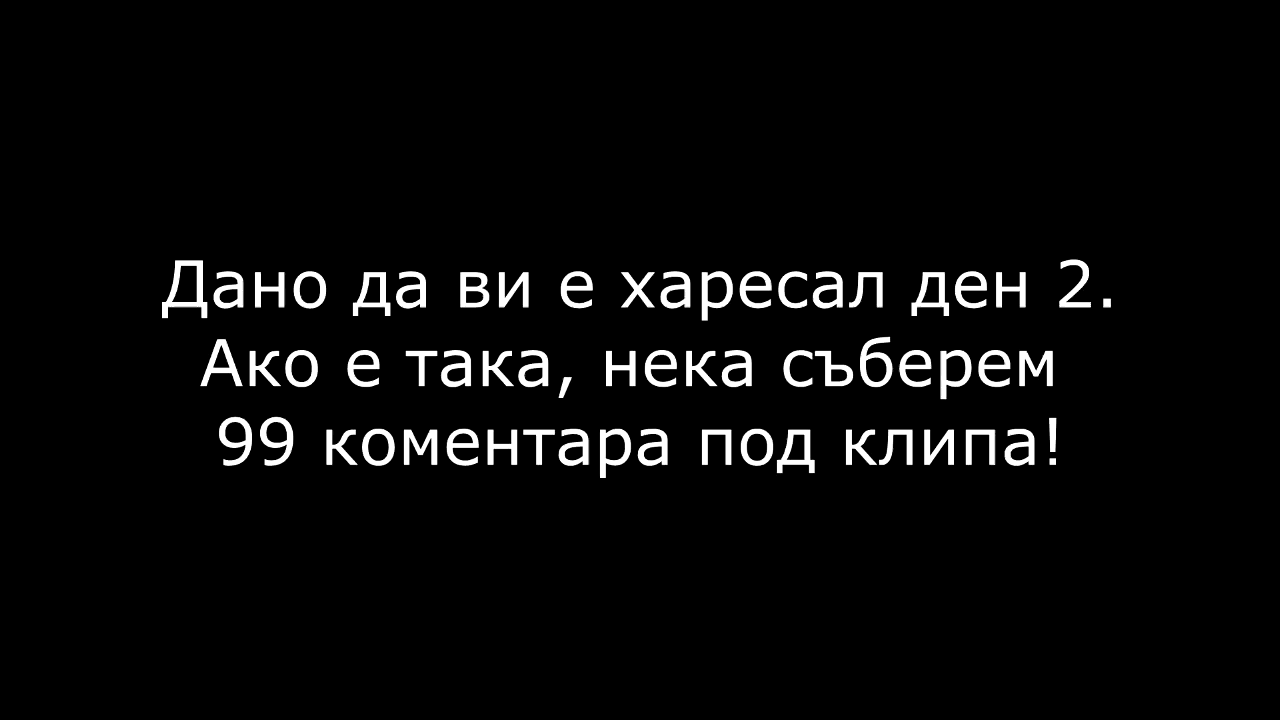 Дано да ви е харесал ден 2.
Ако е така, нека съберем
99 коментара под клипа!